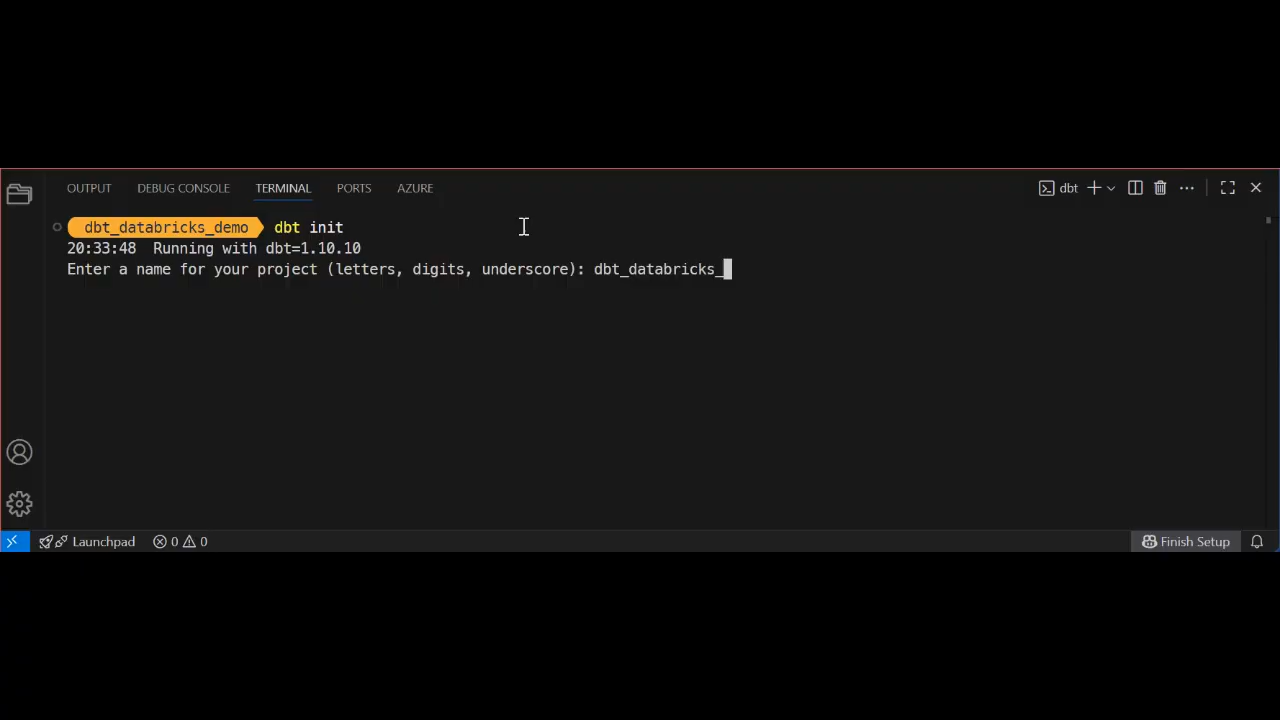 OUTPUT DEBUG CONSOLE TERMINAL PORTS AZURE dbt
dbt_databricks_demo dbt init
20:33:48 Running with dbt=1.10.10
Enter a name for your project (letters, digits, underscore): dbt_databricks_
Launchpad 0 0 Finish Setup